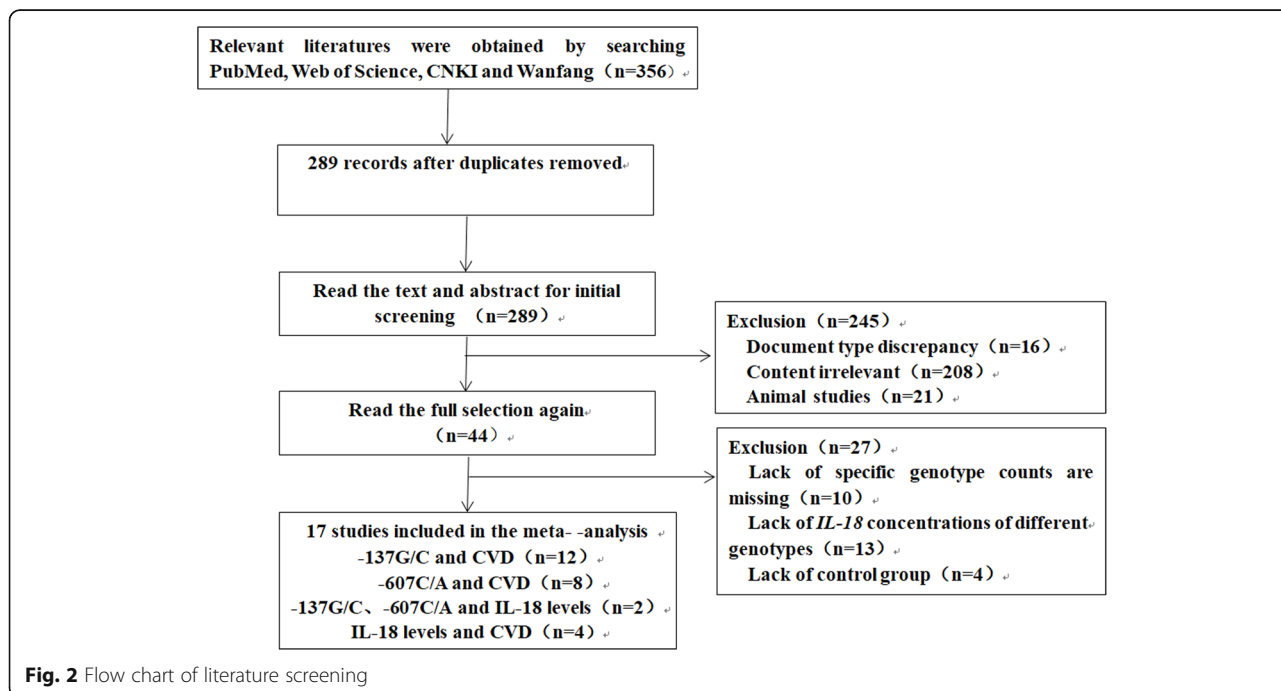 Relevant literatures were obtained by searching
PubMed, Web of Science, CNKI and Wanfang（n=356）
289 records after duplicates removed
Read the text and abstract for initial
screening （n=289）
Exclusion（n=245）
Document type discrepancy（n=16）
Content irrelevant（n=208）
Animal studies（n=21）
Read the full selection again
（n=44）
Exclusion（n=27）
Lack of specific genotype counts are
missing（n=10）
Lack of IL-18 concentrations of different
genotypes（n=13）
Lack of control group（n=4）
17 studies included in the meta- -analysis
-137G/C and CVD（n=12）
-607C/A and CVD（n=8）
-137G/C、-607C/A and IL-18 levels（n=2）
IL-18 levels and CVD（n=4）
Fig. 2 Flow chart of literature screening